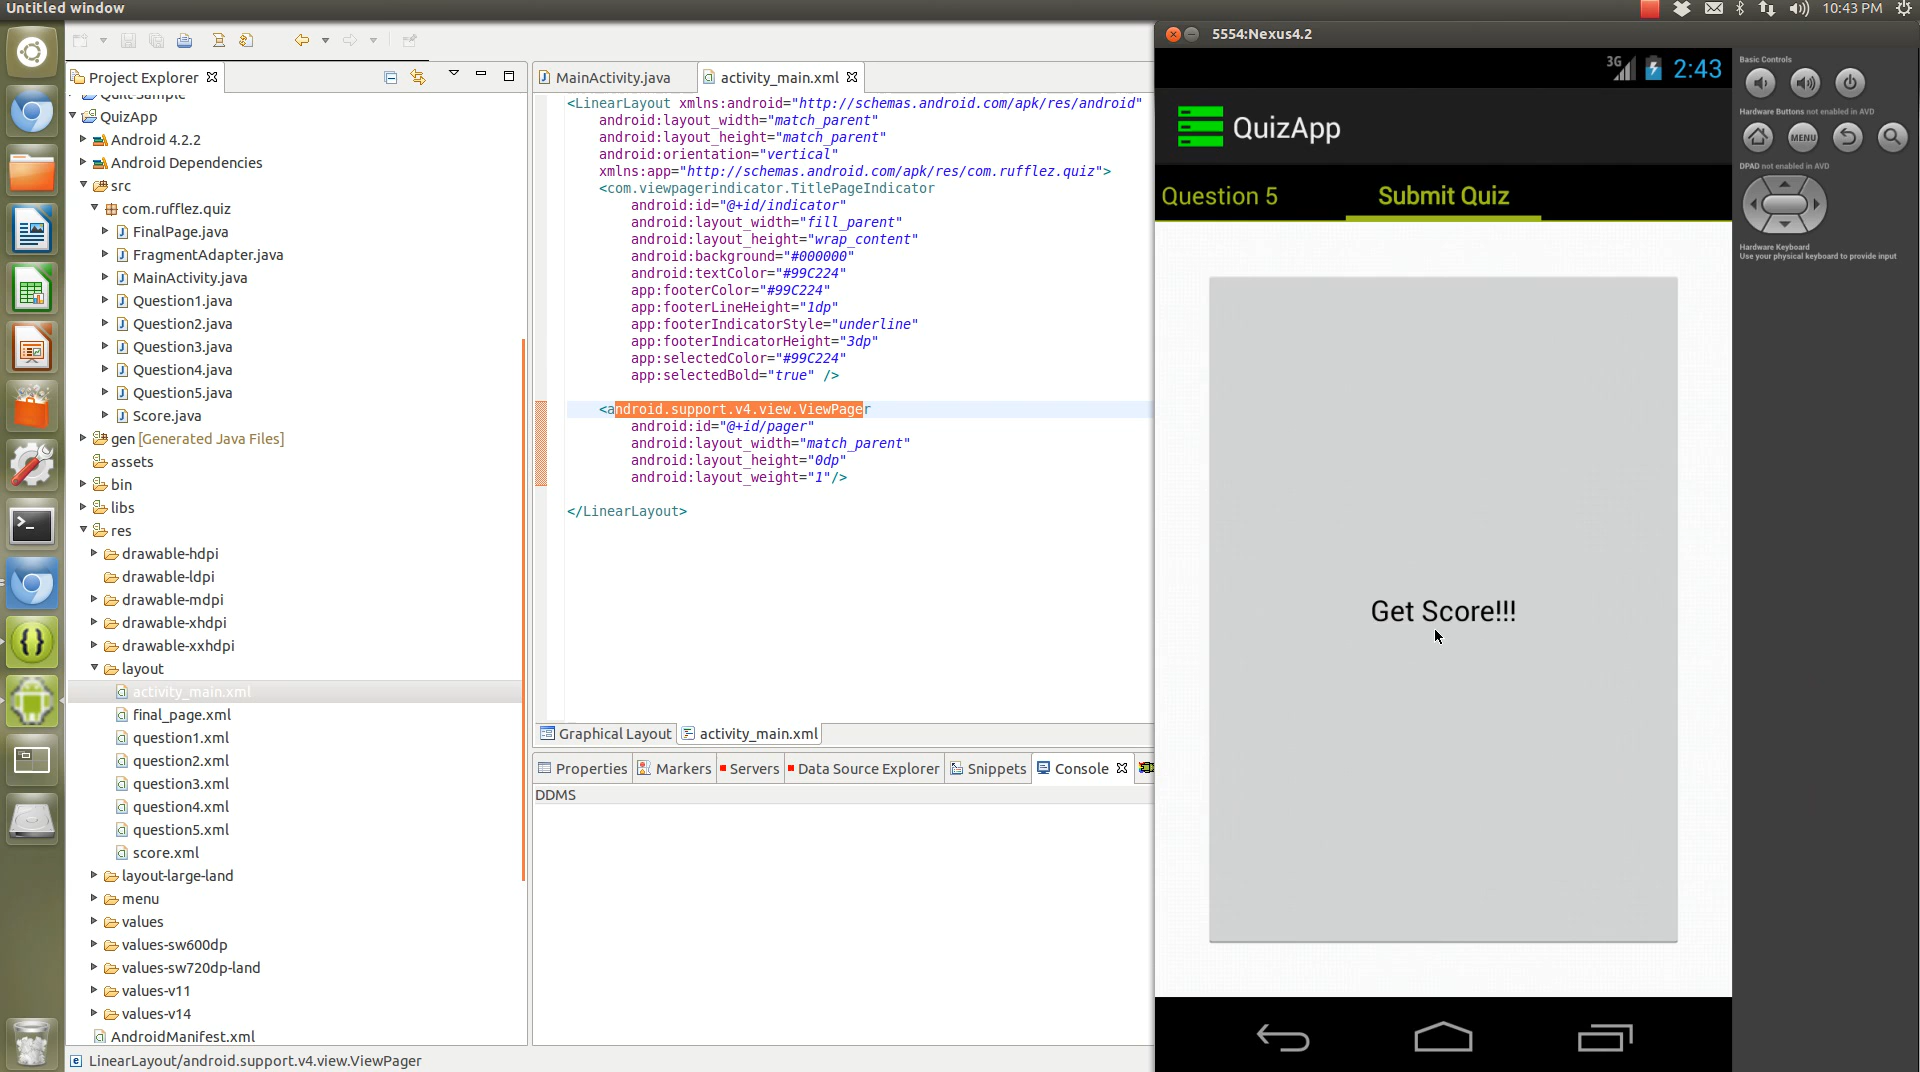 Untitled window
10:43 PM
Project Explorer
Quilt-Sample
QuizApp
Android 4.2.2
Android Dependencies
src
com.rufflez.quiz
FinalPage.java
FragmentAdapter.java
MainActivity.java
Question1.java
Question2.java
Question3.java
Question4.java
Question5.java
Score.java
gen [Generated Java Files]
assets
bin
libs
res
drawable-hdpi
drawable-ldpi
drawable-mdpi
drawable-xhdpi
drawable-xxhdpi
layout
activity_main.xml
final_page.xml
question1.xml
question2.xml
question3.xml
question4.xml
question5.xml
score.xml
layout-large-land
menu
values
values-sw600dp
values-sw720dp-land
values-v11
values-v14
AndroidManifest.xml
LinearLayout/android.support.v4.view.ViewPager
MainActivity.java
activity_main.xml
<LinearLayout xmlns:android="http://schemas.android.com/apk/res/android"
android:layout_width="match_parent"
android:layout_height="match_parent"
android:orientation="vertical"
xmlns:app="http://schemas.android.com/apk/res/com.rufflez.quiz">
<com.viewpagerindicator.TitlePageIndicator
android:id="@+id/indicator"
android:layout_width="fill_parent"
android:layout_height="wrap_content"
android:background="#000000"
android:textColor="#99C224"
app:footerColor="#99C224"
app:footerLineHeight="1dp"
app:footerIndicatorStyle="underline"
app:footerIndicatorHeight="3dp"
app:selectedColor="#99C224"
app:selectedBold="true" />
<android.support.v4.view.ViewPager
android:id="@+id/pager"
android:layout_width="match_parent"
android:layout_height="0dp"
android:layout_weight="1"/>
</LinearLayout>
Graphical Layout
activity_main.xml
Properties
Markers
Servers
Data Source Explorer
Snippets
Console
DDMS
5554:Nexus4.2
3G
2:43
QuizApp
Question 5
Submit Quiz
Get Score!!!
Basic Controls
Hardware Buttons not enabled in AVD
MENU
DPAD not enabled in AVD
Hardware Keyboard
Use your physical keyboard to provide input